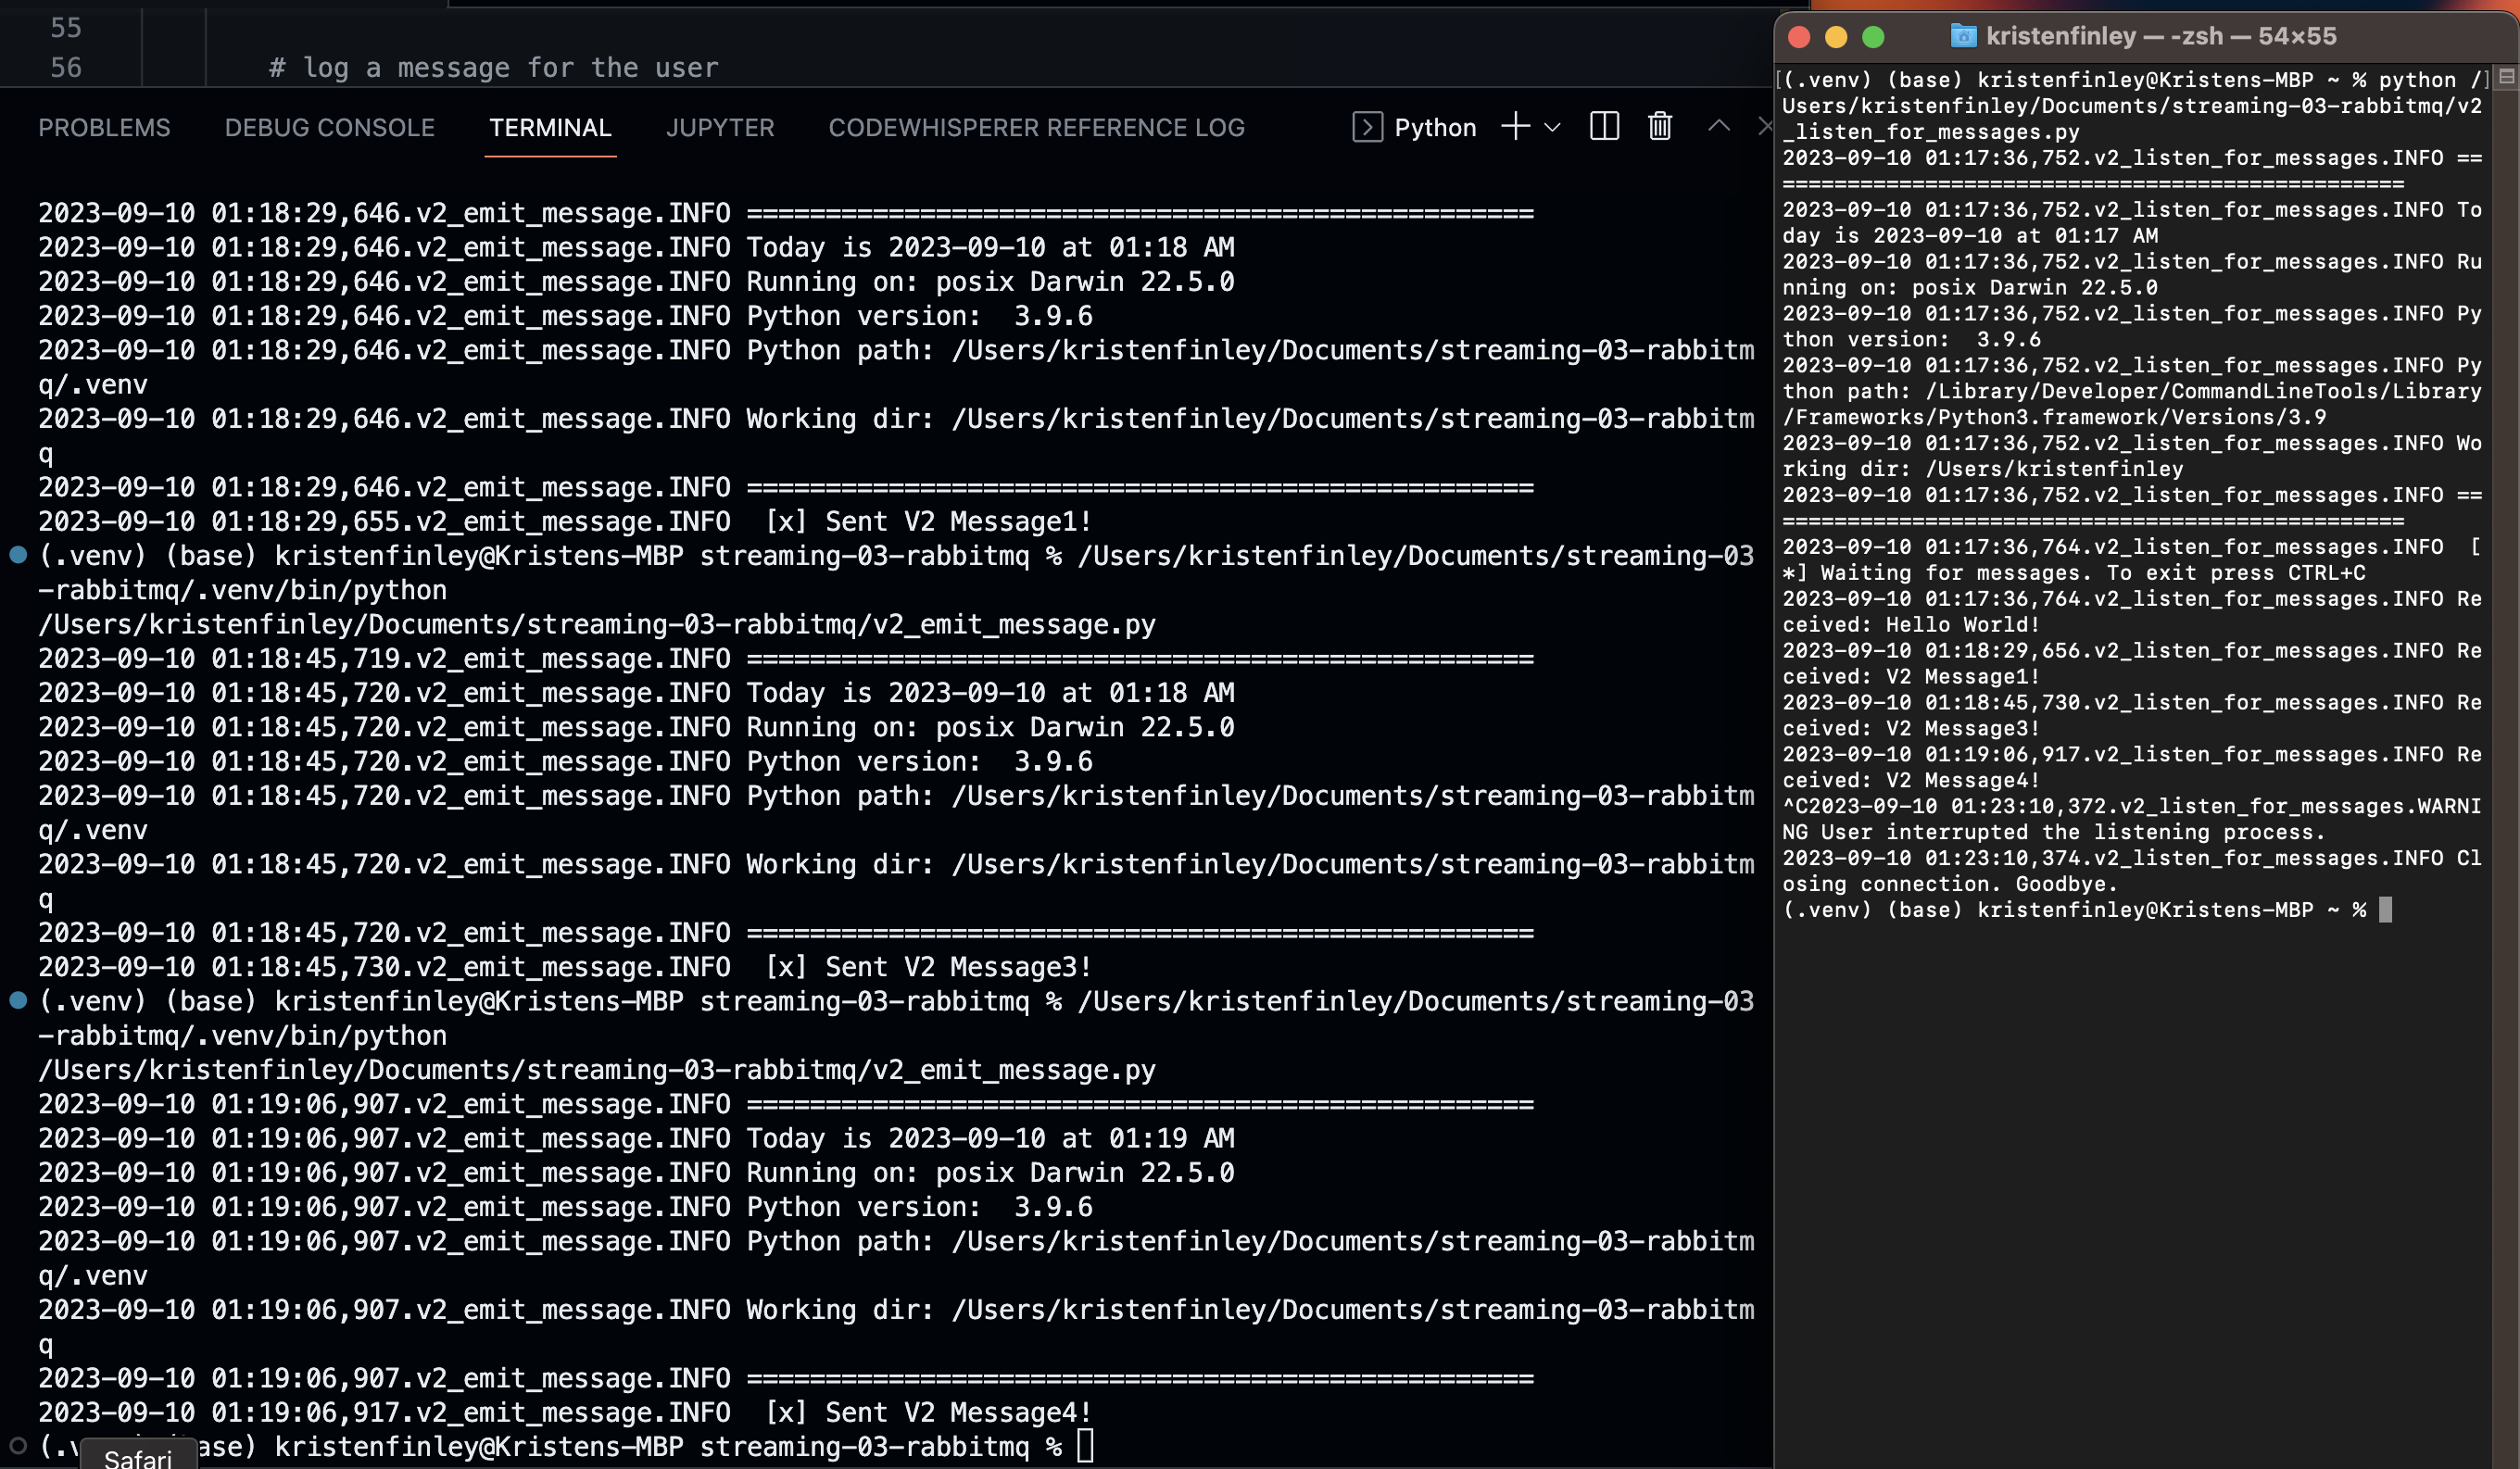 55
56 # log a message for the user
PROBLEMS DEBUG CONSOLE TERMINAL JUPYTER CODEWHISPERER REFERENCE LOG Python
2023-09-10 01:18:29,646.v2_emit_message.INFO ==================================================
2023-09-10 01:18:29,646.v2_emit_message.INFO Today is 2023-09-10 at 01:18 AM
2023-09-10 01:18:29,646.v2_emit_message.INFO Running on: posix Darwin 22.5.0
2023-09-10 01:18:29,646.v2_emit_message.INFO Python version:  3.9.6
2023-09-10 01:18:29,646.v2_emit_message.INFO Python path: /Users/kristenfinley/Documents/streaming-03-rabbitm
q/.venv
2023-09-10 01:18:29,646.v2_emit_message.INFO Working dir: /Users/kristenfinley/Documents/streaming-03-rabbitm
q
2023-09-10 01:18:29,646.v2_emit_message.INFO ==================================================
2023-09-10 01:18:29,655.v2_emit_message.INFO  [x] Sent V2 Message1!
(.venv) (base) kristenfinley@Kristens-MBP streaming-03-rabbitmq % /Users/kristenfinley/Documents/streaming-03
-rabbitmq/.venv/bin/python
/Users/kristenfinley/Documents/streaming-03-rabbitmq/v2_emit_message.py
2023-09-10 01:18:45,719.v2_emit_message.INFO ==================================================
2023-09-10 01:18:45,720.v2_emit_message.INFO Today is 2023-09-10 at 01:18 AM
2023-09-10 01:18:45,720.v2_emit_message.INFO Running on: posix Darwin 22.5.0
2023-09-10 01:18:45,720.v2_emit_message.INFO Python version:  3.9.6
2023-09-10 01:18:45,720.v2_emit_message.INFO Python path: /Users/kristenfinley/Documents/streaming-03-rabbitm
q/.venv
2023-09-10 01:18:45,720.v2_emit_message.INFO Working dir: /Users/kristenfinley/Documents/streaming-03-rabbitm
q
2023-09-10 01:18:45,720.v2_emit_message.INFO ==================================================
2023-09-10 01:18:45,730.v2_emit_message.INFO  [x] Sent V2 Message3!
(.venv) (base) kristenfinley@Kristens-MBP streaming-03-rabbitmq % /Users/kristenfinley/Documents/streaming-03
-rabbitmq/.venv/bin/python
/Users/kristenfinley/Documents/streaming-03-rabbitmq/v2_emit_message.py
2023-09-10 01:19:06,907.v2_emit_message.INFO ==================================================
2023-09-10 01:19:06,907.v2_emit_message.INFO Today is 2023-09-10 at 01:19 AM
2023-09-10 01:19:06,907.v2_emit_message.INFO Running on: posix Darwin 22.5.0
2023-09-10 01:19:06,907.v2_emit_message.INFO Python version:  3.9.6
2023-09-10 01:19:06,907.v2_emit_message.INFO Python path: /Users/kristenfinley/Documents/streaming-03-rabbitm
q/.venv
2023-09-10 01:19:06,907.v2_emit_message.INFO Working dir: /Users/kristenfinley/Documents/streaming-03-rabbitm
q
2023-09-10 01:19:06,907.v2_emit_message.INFO ==================================================
2023-09-10 01:19:06,917.v2_emit_message.INFO  [x] Sent V2 Message4!
kristenfinley@Kristens-MBP streaming-03-rabbitmq %
Safari
kristenfinley — -zsh — 54×55
[(.venv) (base) kristenfinley@Kristens-MBP ~ % python /]
Users/kristenfinley/Documents/streaming-03-rabbitmq/v2
_listen_for_messages.py
2023-09-10 01:17:36,752.v2_listen_for_messages.INFO ==
================================================
2023-09-10 01:17:36,752.v2_listen_for_messages.INFO To
day is 2023-09-10 at 01:17 AM
2023-09-10 01:17:36,752.v2_listen_for_messages.INFO Ru
nning on: posix Darwin 22.5.0
2023-09-10 01:17:36,752.v2_listen_for_messages.INFO Py
thon version:  3.9.6
2023-09-10 01:17:36,752.v2_listen_for_messages.INFO Py
thon path: /Library/Developer/CommandLineTools/Library
/Frameworks/Python3.framework/Versions/3.9
2023-09-10 01:17:36,752.v2_listen_for_messages.INFO Wo
rking dir: /Users/kristenfinley
2023-09-10 01:17:36,752.v2_listen_for_messages.INFO ==
================================================
2023-09-10 01:17:36,764.v2_listen_for_messages.INFO  [
*] Waiting for messages. To exit press CTRL+C
2023-09-10 01:17:36,764.v2_listen_for_messages.INFO Re
ceived: Hello World!
2023-09-10 01:18:29,656.v2_listen_for_messages.INFO Re
ceived: V2 Message1!
2023-09-10 01:18:45,730.v2_listen_for_messages.INFO Re
ceived: V2 Message3!
2023-09-10 01:19:06,917.v2_listen_for_messages.INFO Re
ceived: V2 Message4!
^C2023-09-10 01:23:10,372.v2_listen_for_messages.WARNI
NG User interrupted the listening process.
2023-09-10 01:23:10,374.v2_listen_for_messages.INFO Cl
osing connection. Goodbye.
(.venv) (base) kristenfinley@Kristens-MBP ~ %